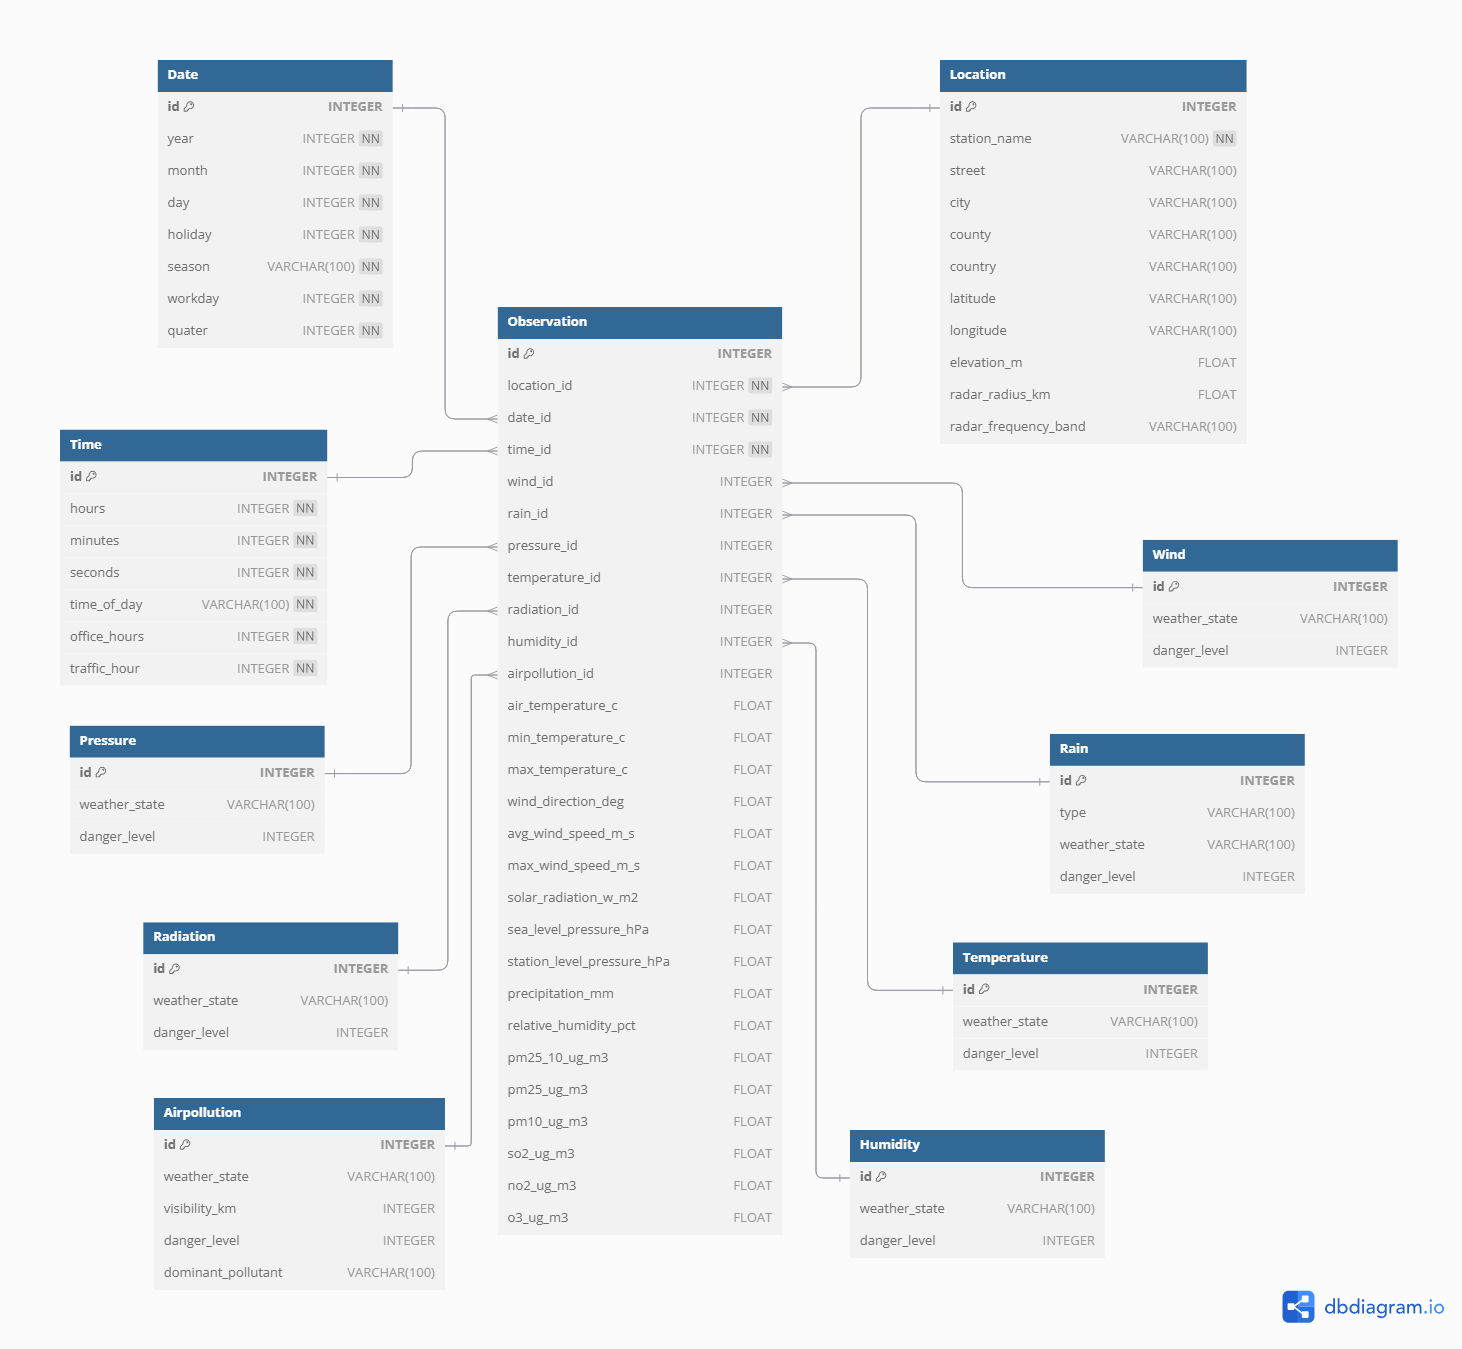 Date
id INTEGER
year INTEGER NN
month INTEGER NN
day INTEGER NN
holiday INTEGER NN
season VARCHAR(100) NN
workday INTEGER NN
quater INTEGER NN
Location
id INTEGER
station_name VARCHAR(100) NN
street VARCHAR(100)
city VARCHAR(100)
county VARCHAR(100)
country VARCHAR(100)
latitude VARCHAR(100)
longitude VARCHAR(100)
elevation_m FLOAT
radar_radius_km FLOAT
radar_frequency_band VARCHAR(100)
Observation
id INTEGER
location_id INTEGER NN
date_id INTEGER NN
time_id INTEGER NN
wind_id INTEGER
rain_id INTEGER
pressure_id INTEGER
temperature_id INTEGER
radiation_id INTEGER
humidity_id INTEGER
airpollution_id INTEGER
air_temperature_c FLOAT
min_temperature_c FLOAT
max_temperature_c FLOAT
wind_direction_deg FLOAT
avg_wind_speed_m_s FLOAT
max_wind_speed_m_s FLOAT
solar_radiation_w_m2 FLOAT
sea_level_pressure_hPa FLOAT
station_level_pressure_hPa FLOAT
precipitation_mm FLOAT
relative_humidity_pct FLOAT
pm25_10_ug_m3 FLOAT
pm25_ug_m3 FLOAT
pm10_ug_m3 FLOAT
so2_ug_m3 FLOAT
no2_ug_m3 FLOAT
o3_ug_m3 FLOAT
Time
id INTEGER
hours INTEGER NN
minutes INTEGER NN
seconds INTEGER NN
time_of_day VARCHAR(100) NN
office_hours INTEGER NN
traffic_hour INTEGER NN
Wind
id INTEGER
weather_state VARCHAR(100)
danger_level INTEGER
Pressure
id INTEGER
weather_state VARCHAR(100)
danger_level INTEGER
Rain
id INTEGER
type VARCHAR(100)
weather_state VARCHAR(100)
danger_level INTEGER
Radiation
id INTEGER
weather_state VARCHAR(100)
danger_level INTEGER
Temperature
id INTEGER
weather_state VARCHAR(100)
danger_level INTEGER
Airpollution
id INTEGER
weather_state VARCHAR(100)
visibility_km INTEGER
danger_level INTEGER
dominant_pollutant VARCHAR(100)
Humidity
id INTEGER
weather_state VARCHAR(100)
danger_level INTEGER
dbdiagram.io